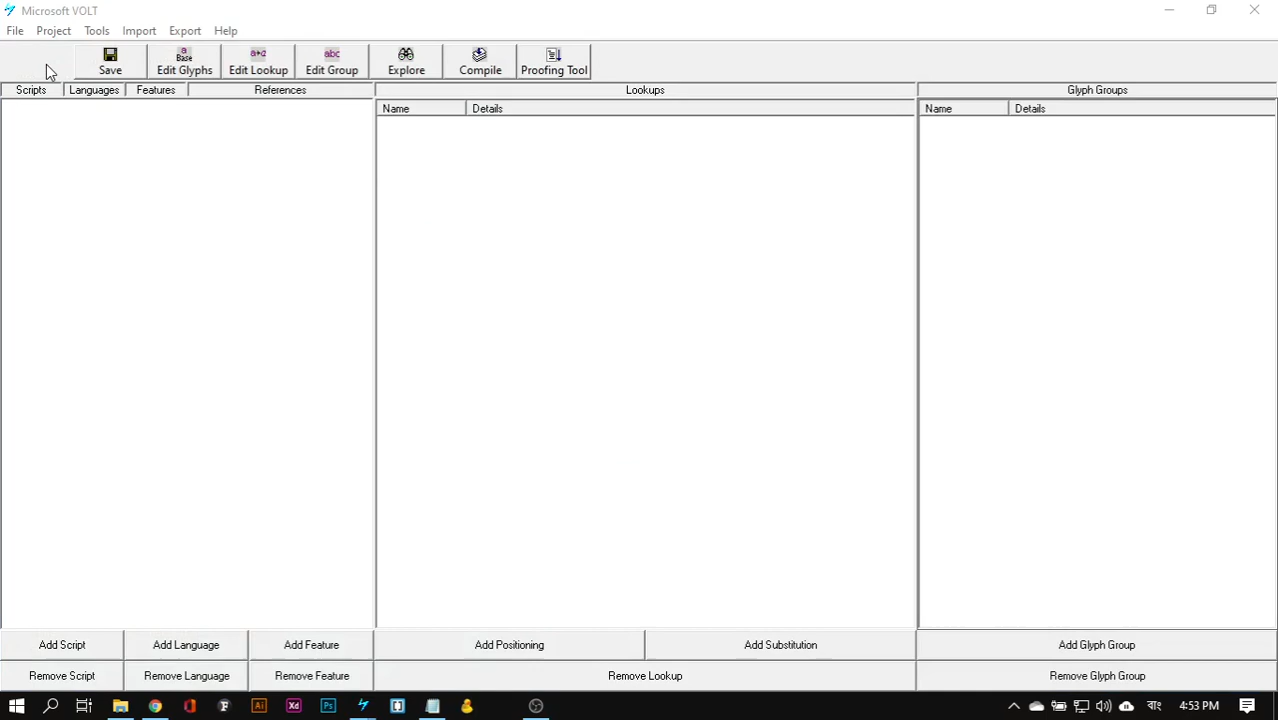 Microsoft VOLT
File Project Tools Import Export Help
Save Edit Glyphs Edit Lookup Edit Group Explore Compile Proofing Tool
Scripts Languages Features References Lookups Glyph Groups
Name Details Name Details
Add Script Add Language Add Feature Add Positioning Add Substitution Add Glyph Group
Remove Script Remove Language Remove Feature Remove Lookup Remove Glyph Group
বাং 4:53 PM